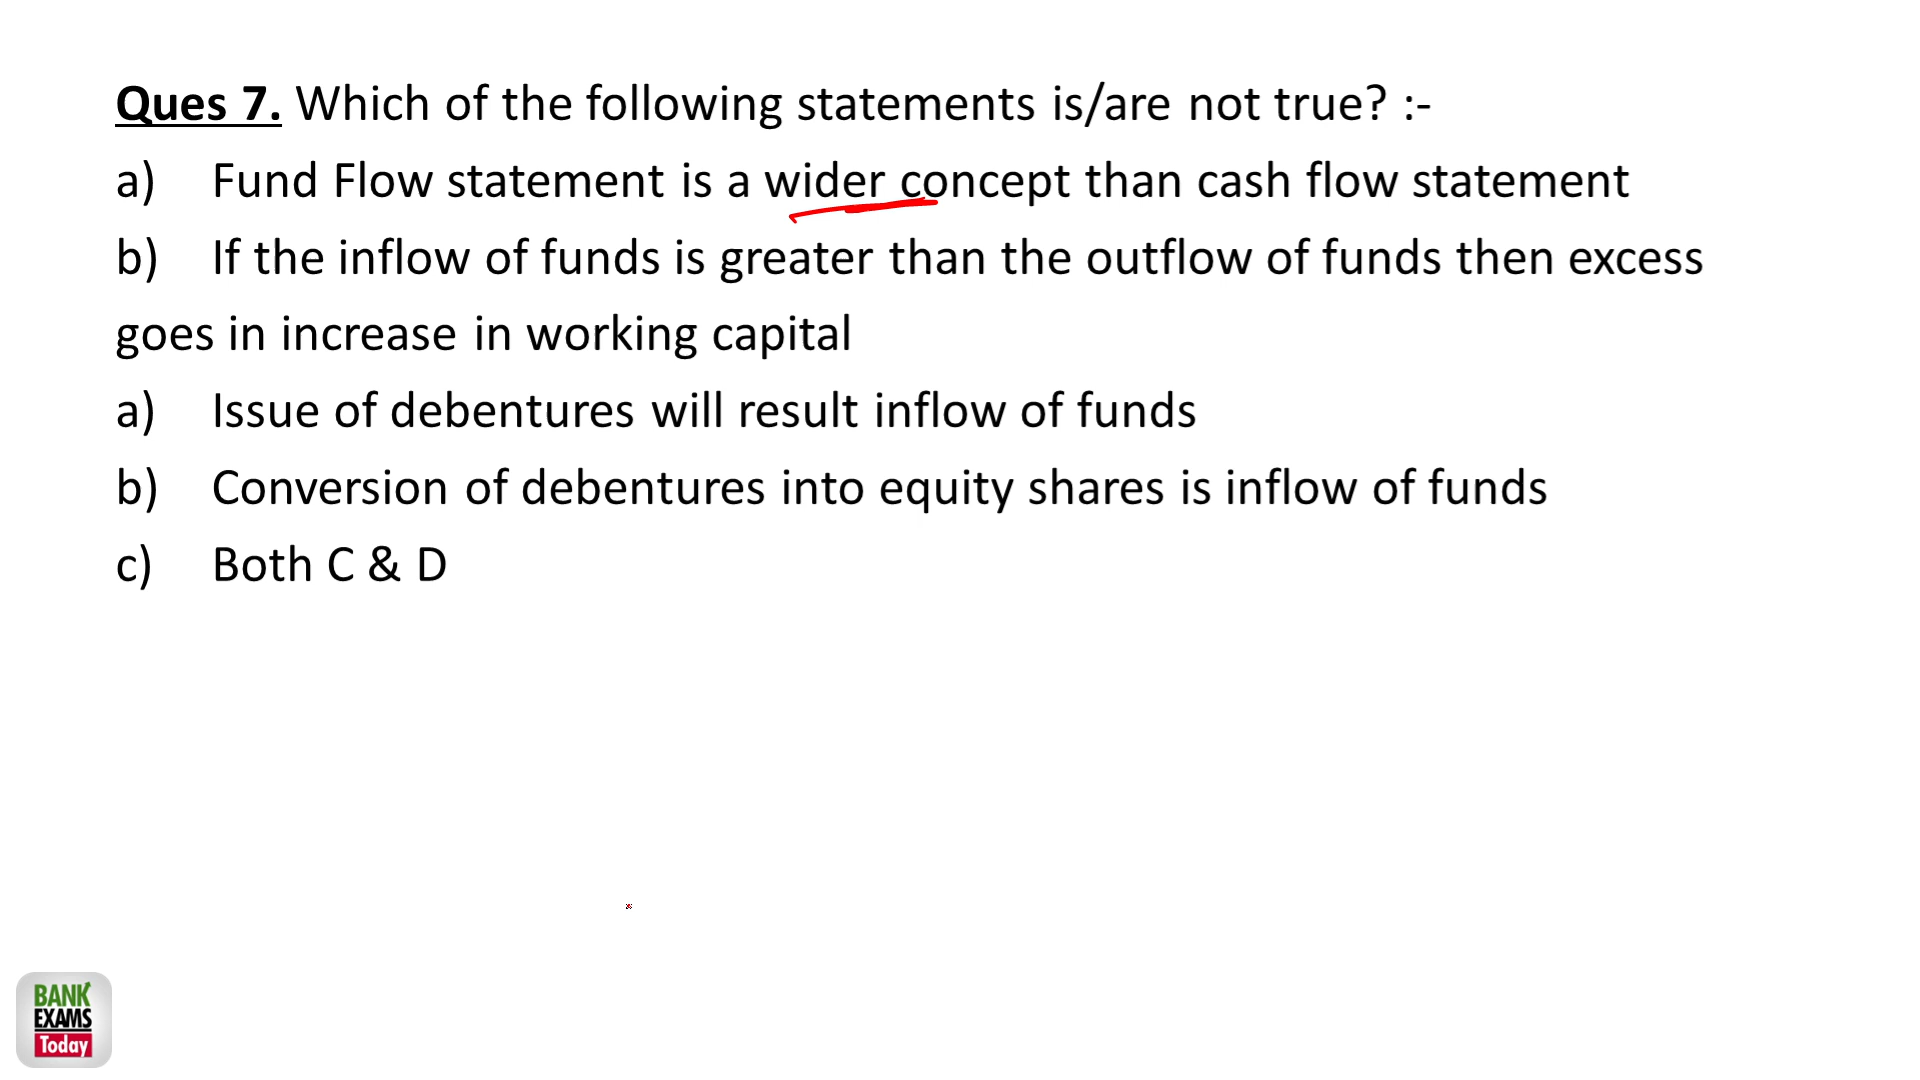 Ques 7. Which of the following statements is/are not true? :-
a) Fund Flow statement is a wider concept than cash flow statement
b) If the inflow of funds is greater than the outflow of funds then excess
goes in increase in working capital
a) Issue of debentures will result inflow of funds
b) Conversion of debentures into equity shares is inflow of funds
c) Both C & D
BANK
EXAMS
Today